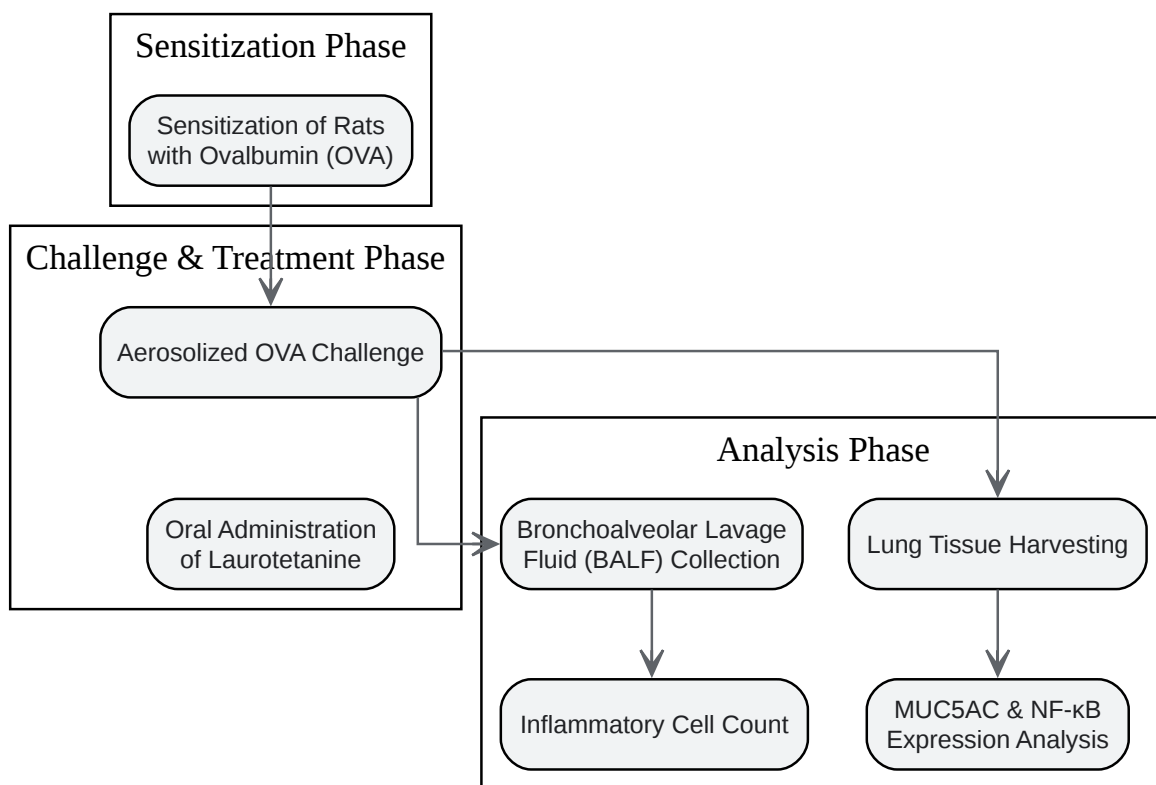 Sensitization Phase
Sensitization of Rats
with Ovalbumin (OVA)
Challenge & Treatment Phase
Aerosolized OVA Challenge
Oral Administration
of Laurotetanine
Analysis Phase
Bronchoalveolar Lavage
Fluid (BALF) Collection
Lung Tissue Harvesting
Inflammatory Cell Count
MUC5AC & NF-κB
Expression Analysis